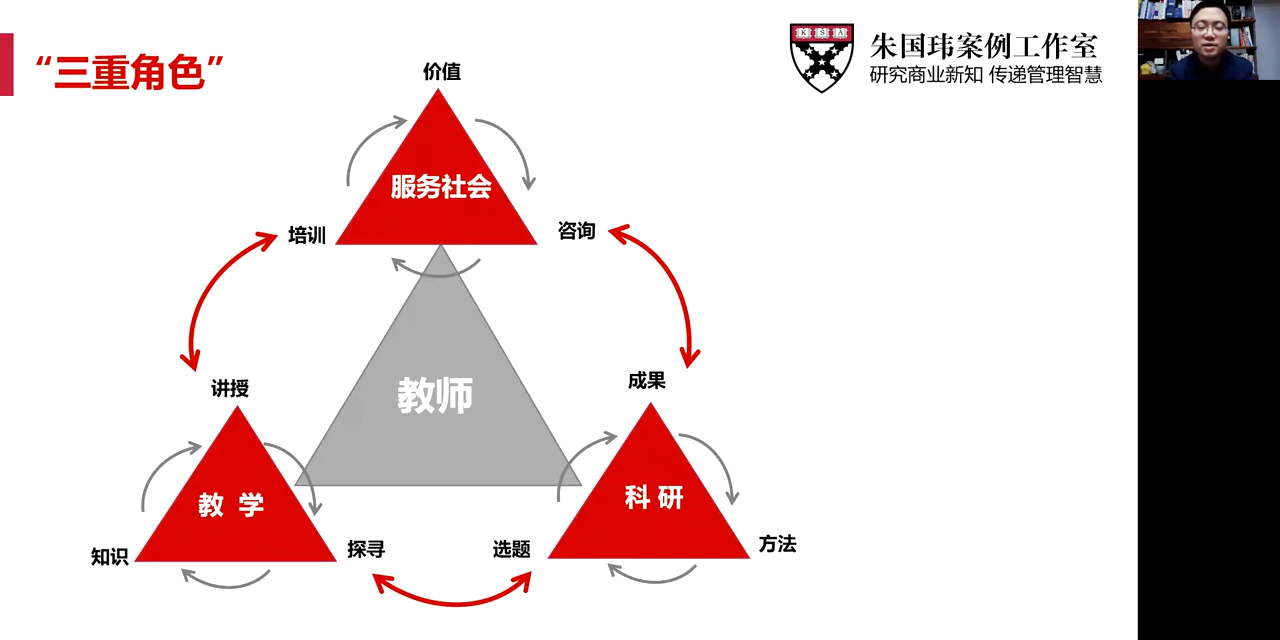 “三重角色”
KSA
朱国玮案例工作室
研究商业新知 传递管理智慧
价值
服务社会
培训
咨询
教师
讲授
成果
教 学
科 研
知识
探寻
选题
方法